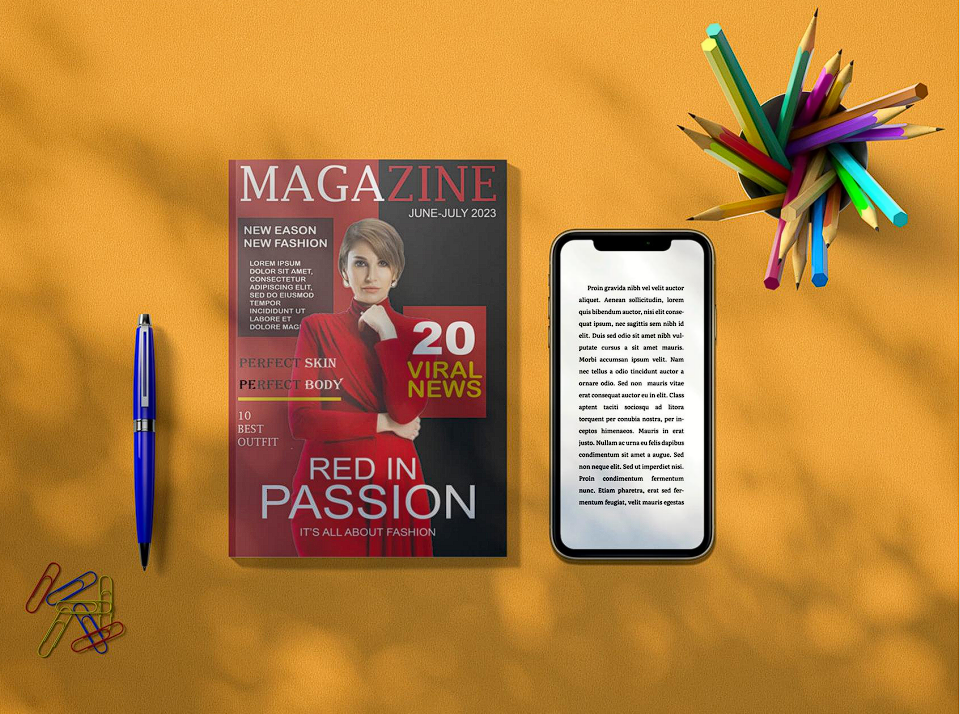 MAGAZINE
JUNE-JULY 2023
NEW EASON
NEW FASHION
LOREM IPSUM
DOLOR SIT AMET,
CONSECTETUR
ADIPISCING ELIT,
SED DO EIUSMOD
TEMPOR
INCIDIDUNT UT
LABORE ET
DOLORE MAG
20
VIRAL
NEWS
PERFECT SKIN
PERFECT BODY
10
BEST
OUTFIT
RED IN
PASSION
IT'S ALL ABOUT FASHION
Proin gravida nibh vel velit auctor
aliquet. Aenean sollicitudin, lorem
quis bibendum auctor, nisi elit conse-
quat ipsum, nec sagittis sem nibh id
elit. Duis sed odio sit amet nibh vul-
putate cursus a sit amet mauris.
Morbi accumsan ipsum velit. Nam
nec tellus a odio tincidunt auctor a
ornare odio. Sed non mauris vitae
erat consequat auctor eu in elit. Class
aptent taciti sociosqu ad litora
torquent per conubia nostra, per in-
ceptos himenaeos. Mauris in erat
justo. Nullam ac urna eu felis dapibus
condimentum sit amet a augue. Sed
non neque elit. Sed ut imperdiet nisi.
Proin condimentum fermentum
nunc. Etiam pharetra, erat sed fer-
mentum feugiat, velit mauris egestas